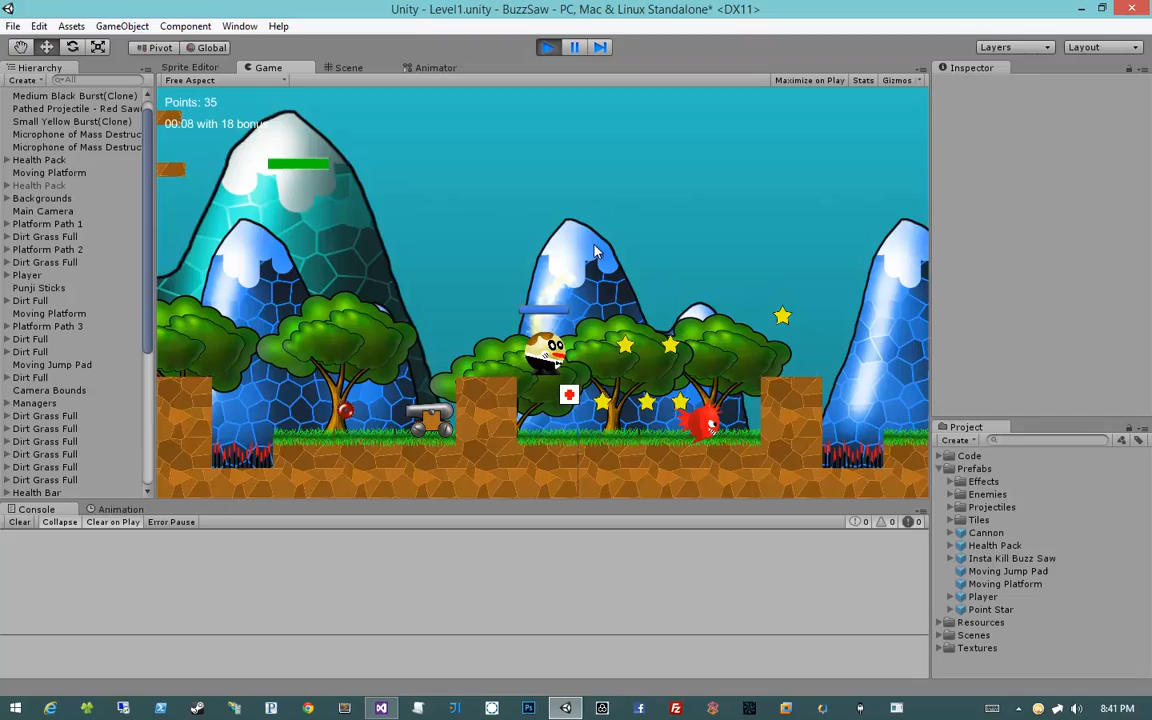 Unity - Level1.unity - BuzzSaw - PC, Mac & Linux Standalone* <DX11>
File Edit Assets GameObject Component Window Help
Pivot Global Layers Layout
Hierarchy Sprite Editor Game Scene Animator Inspector
Create All Free Aspect Maximize on Play Stats Gizmos
Medium Black Burst(Clone)
Pathed Projectile - Red Saw
Small Yellow Burst(Clone)
Microphone of Mass Destruc
Microphone of Mass Destruc
Health Pack
Moving Platform
Health Pack
Backgrounds
Main Camera
Platform Path 1
Dirt Grass Full
Platform Path 2
Dirt Grass Full
Player
Punji Sticks
Dirt Full
Moving Platform
Platform Path 3
Dirt Full
Dirt Full
Moving Jump Pad
Dirt Full
Camera Bounds
Managers
Dirt Grass Full
Dirt Grass Full
Dirt Grass Full
Dirt Grass Full
Dirt Grass Full
Dirt Grass Full
Health Bar
Points: 35
00:08 with 18 bonus
Project
Create
Code
Prefabs
Effects
Enemies
Projectiles
Tiles
Cannon
Health Pack
Insta Kill Buzz Saw
Moving Jump Pad
Moving Platform
Player
Point Star
Resources
Scenes
Textures
Console Animation
Clear Collapse Clear on Play Error Pause 0 0 0
8:41 PM